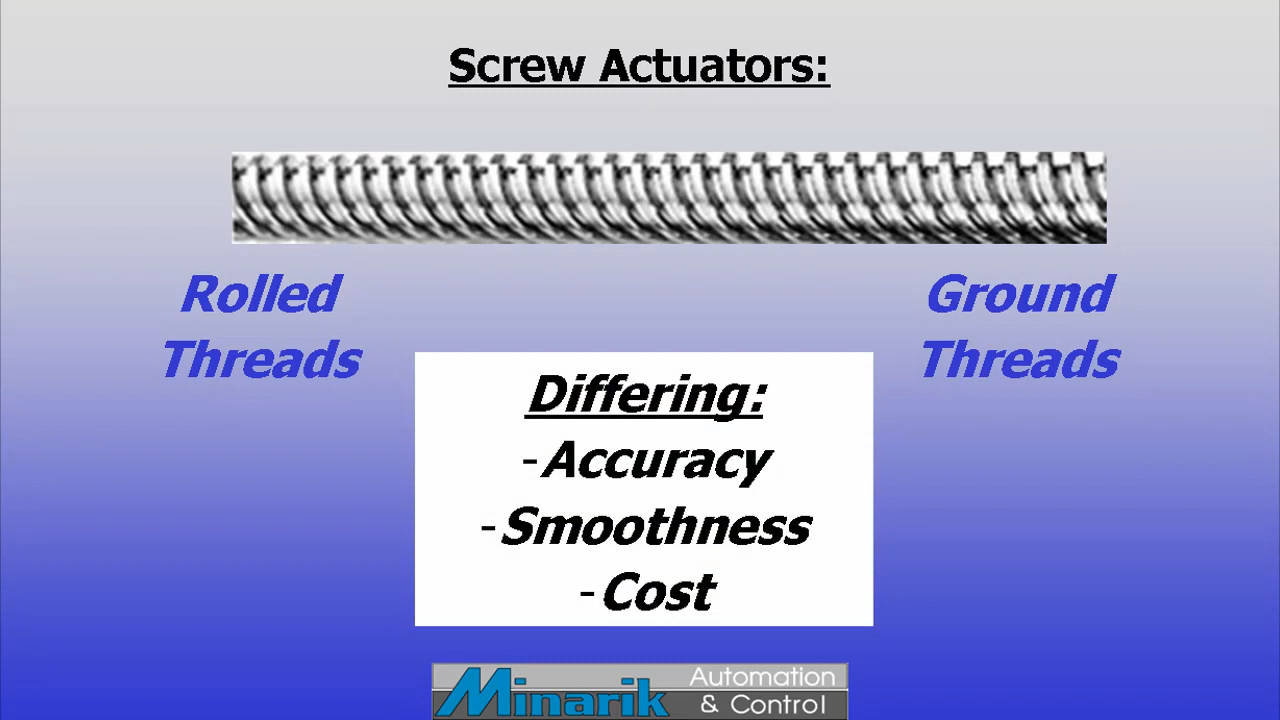 Screw Actuators:
Rolled
Threads
Ground
Threads
Differing:
-Accuracy
-Smoothness
-Cost
Minarik
Automation
& Control